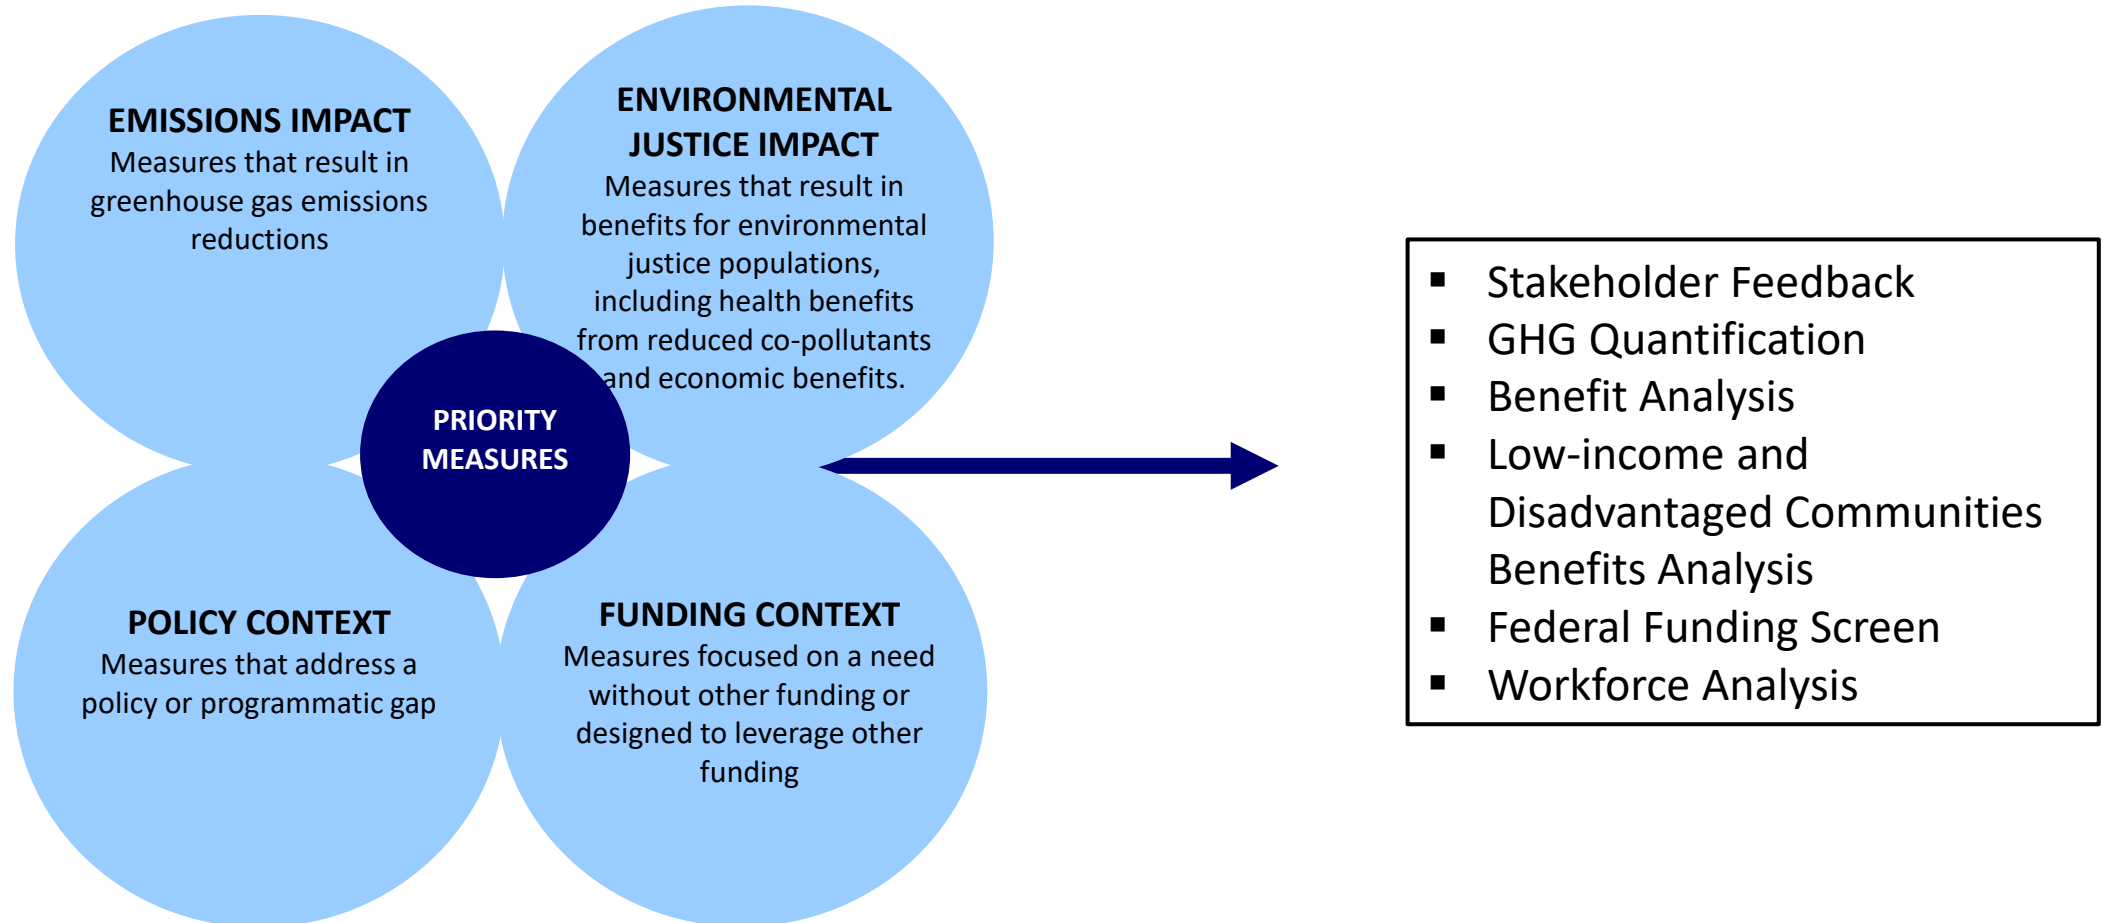 EMISSIONS IMPACT
Measures that result in
greenhouse gas emissions
reductions
ENVIRONMENTAL
JUSTICE IMPACT
Measures that result in
benefits for environmental
justice populations,
including health benefits
from reduced co-pollutants
and economic benefits.
PRIORITY
MEASURES
POLICY CONTEXT
Measures that address a
policy or programmatic gap
FUNDING CONTEXT
Measures focused on a need
without other funding or
designed to leverage other
funding
▪ Stakeholder Feedback
▪ GHG Quantification
▪ Benefit Analysis
▪ Low-income and
Disadvantaged Communities
Benefits Analysis
▪ Federal Funding Screen
▪ Workforce Analysis